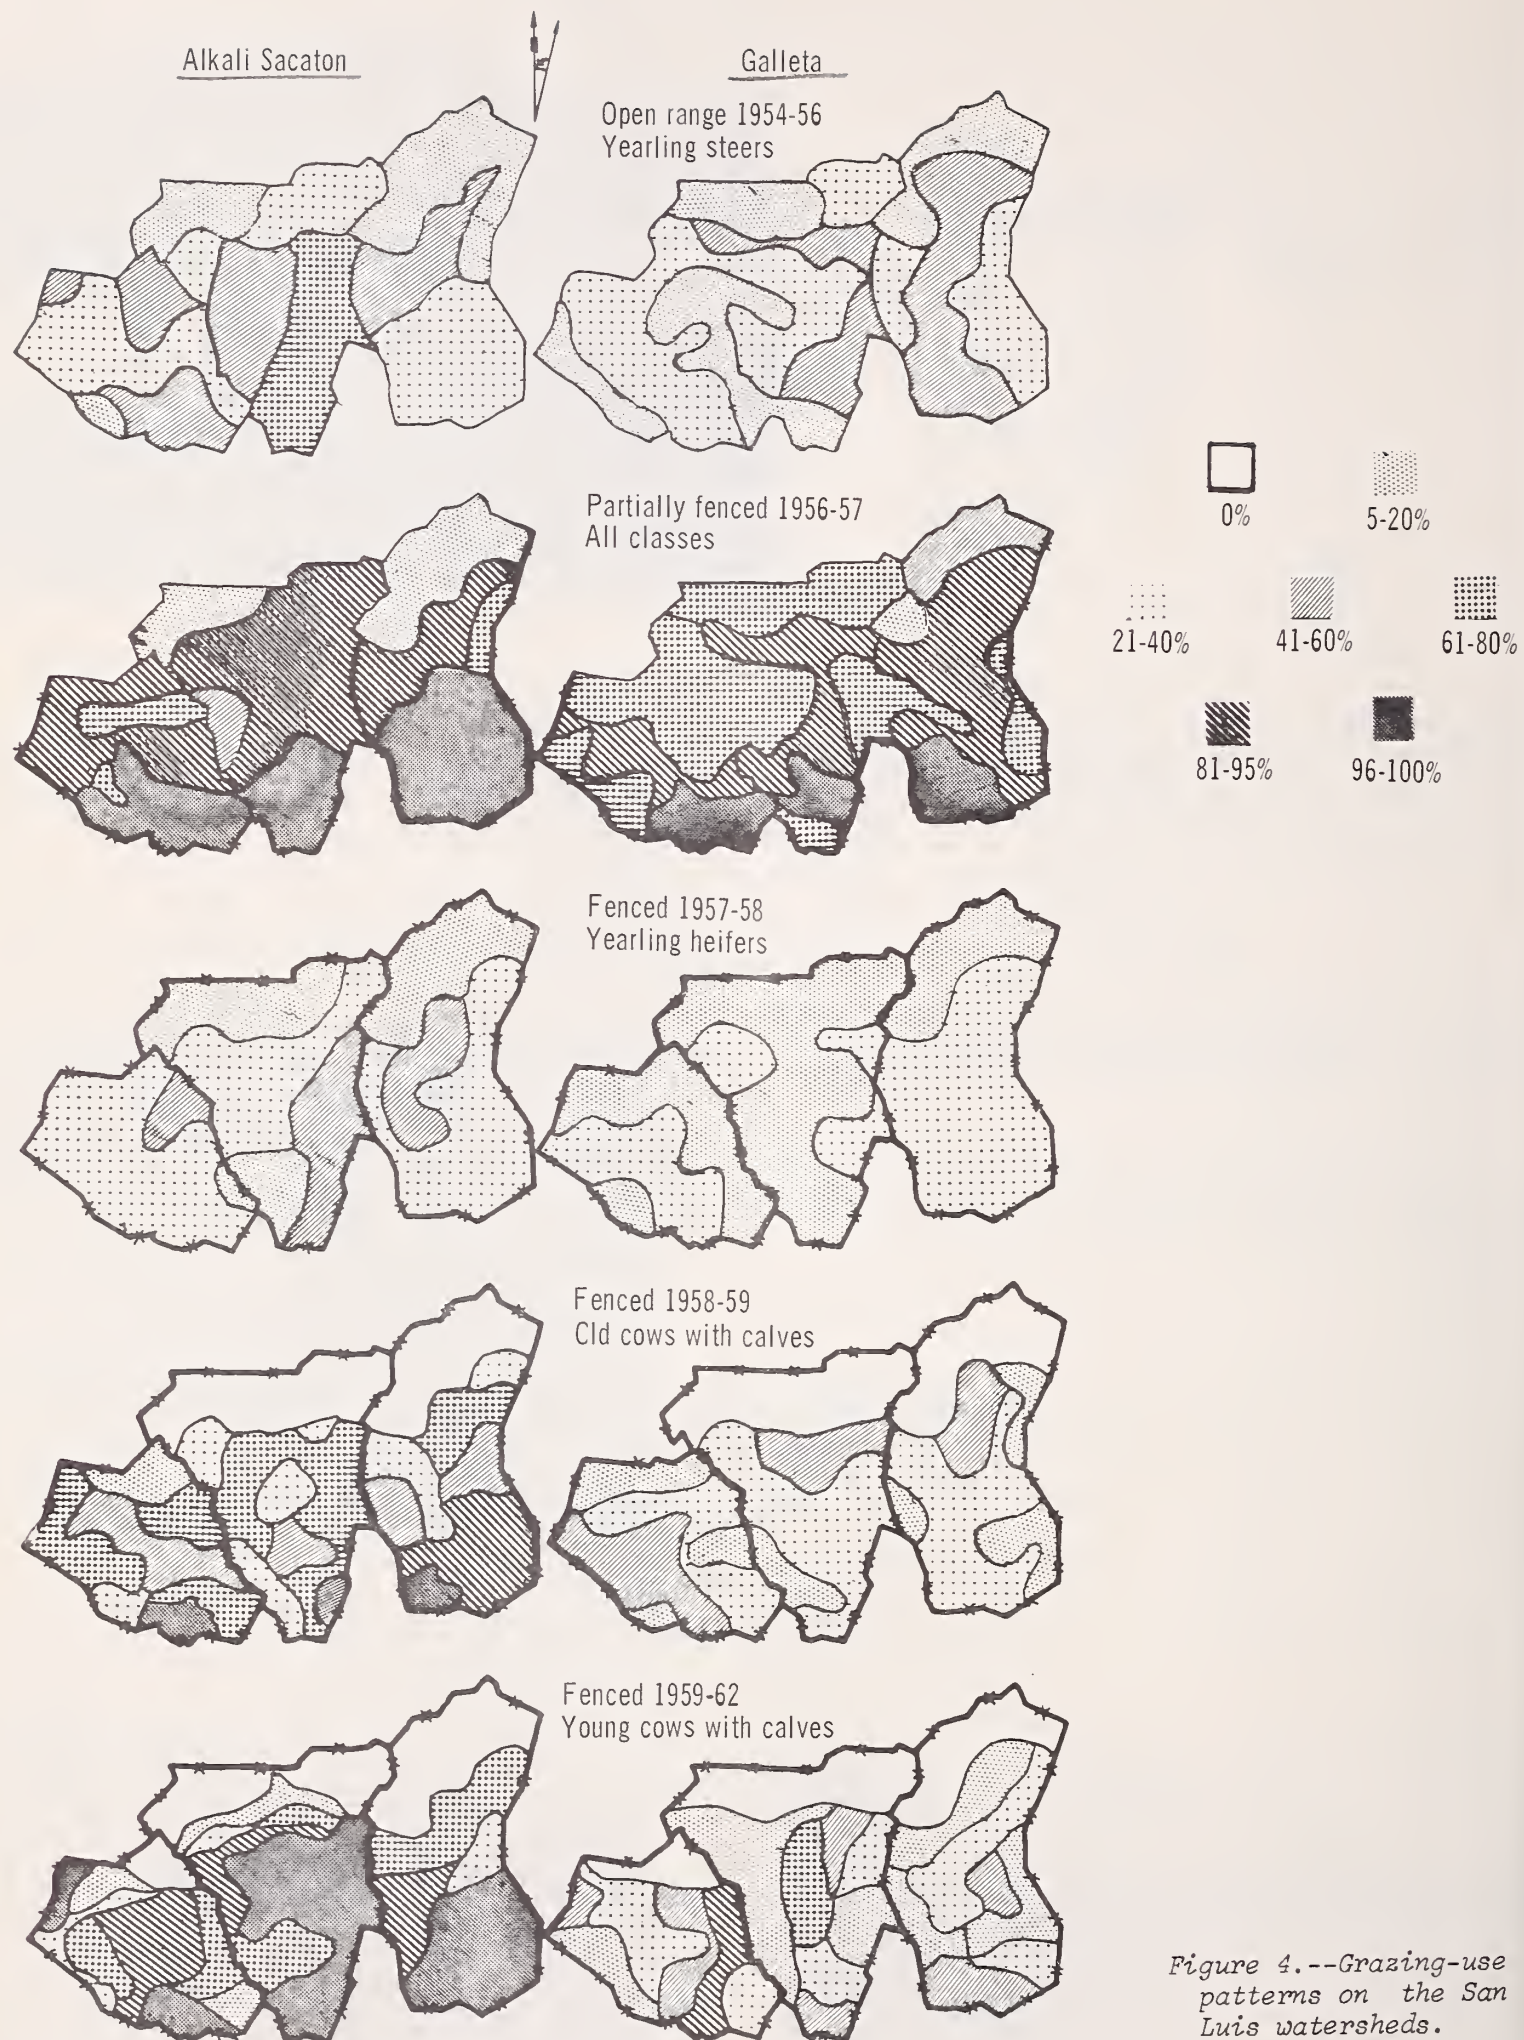 Alkali Sacaton
Galleta
Open range 1954-56
Yearling steers
0%
5-20%
Partially fenced 1956-57
All classes
21-40%
41-60%
61-80%
81-95%
96-100%
Fenced 1957-58
Yearling heifers
Fenced 1958-59
Cld cows with calves
Fenced 1959-62
Young cows with calves
Figure 4.--Grazing-use
patterns on the San
Luis watersheds.